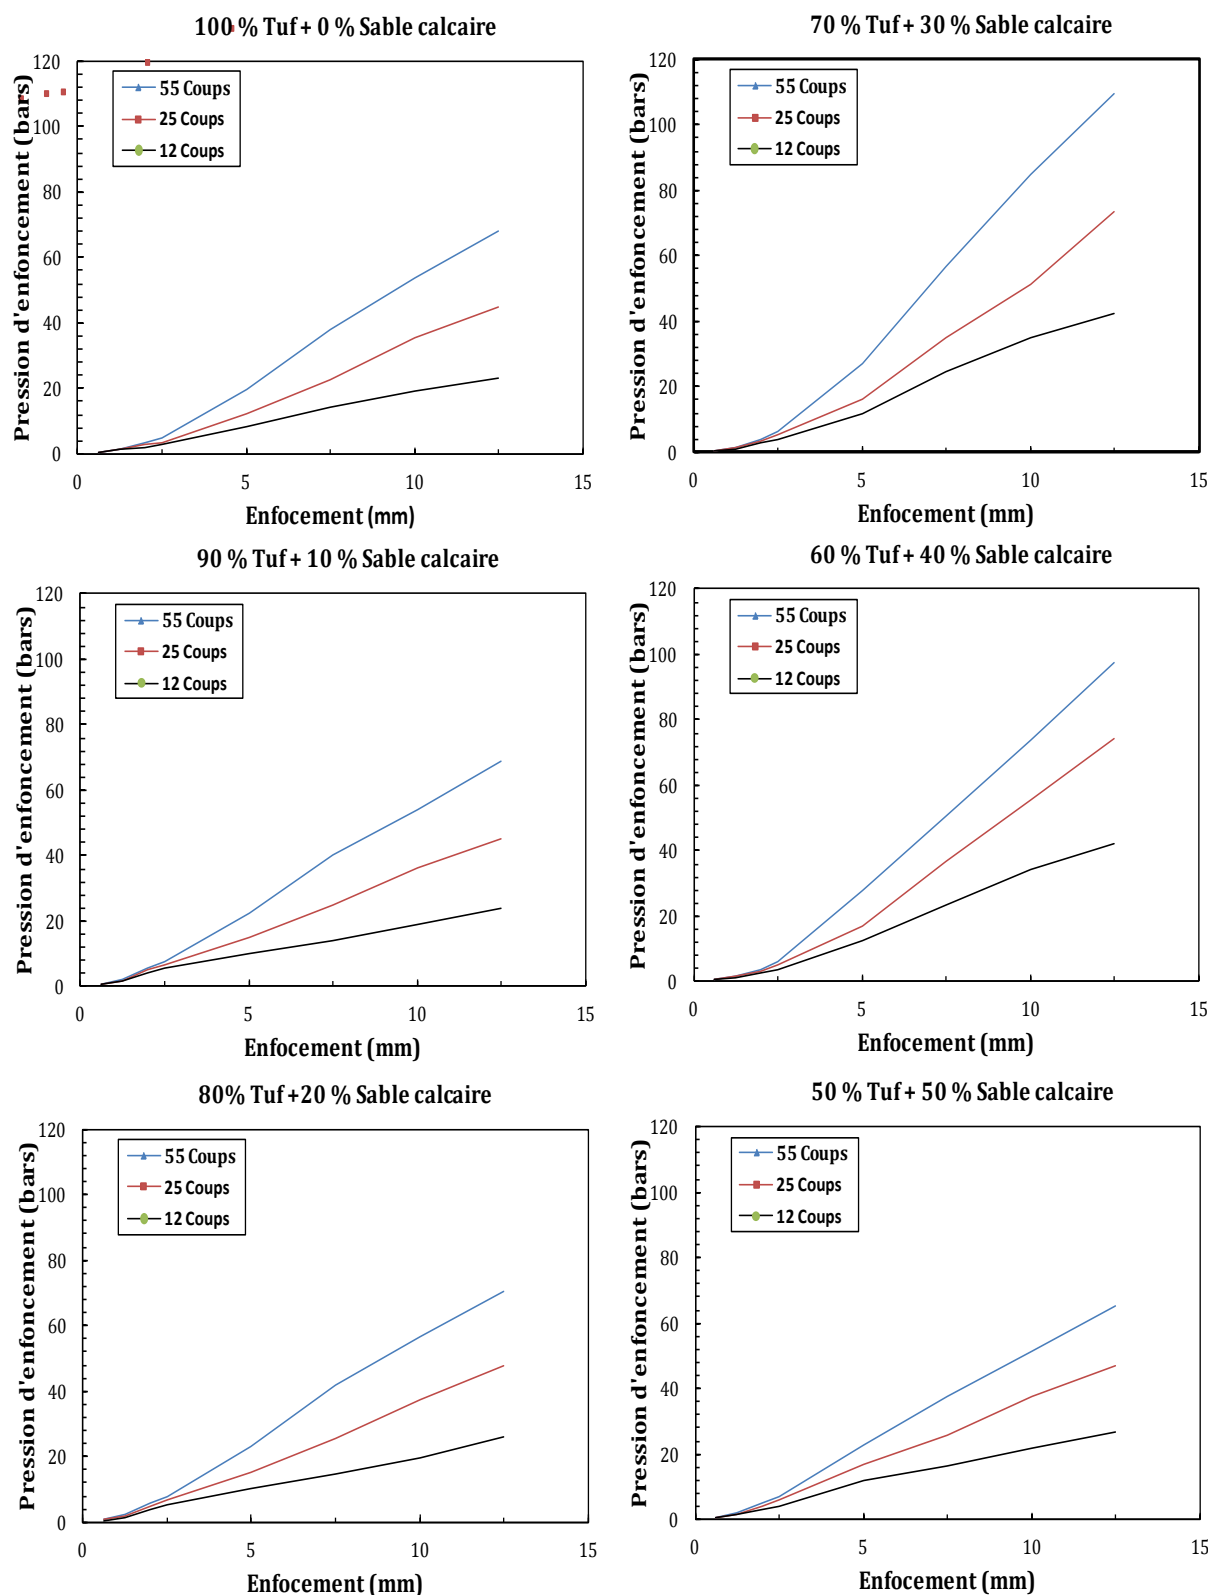 100 % Tuf + 0 % Sable calcaire
Pression d'enfoncement (bars)
120
100
80
60
40
20
0
55 Coups
25 Coups
12 Coups
0 5 10 15
Enfocement (mm)
70 % Tuf + 30 % Sable calcaire
Pression d'enfoncement (bars)
120
100
80
60
40
20
0
55 Coups
25 Coups
12 Coups
0 5 10 15
Enfocement (mm)
90 % Tuf + 10 % Sable calcaire
Pression d'enfoncement (bars)
120
100
80
60
40
20
0
55 Coups
25 Coups
12 Coups
0 5 10 15
Enfocement (mm)
60 % Tuf + 40 % Sable calcaire
Pression d'enfoncement (bars)
120
100
80
60
40
20
0
55 Coups
25 Coups
12 Coups
0 5 10 15
Enfocement (mm)
80% Tuf +20 % Sable calcaire
Pression d'enfoncement (bars)
120
100
80
60
40
20
0
55 Coups
25 Coups
12 Coups
0 5 10 15
Enfocement (mm)
50 % Tuf + 50 % Sable calcaire
Pression d'enfoncement (bars)
120
100
80
60
40
20
0
55 Coups
25 Coups
12 Coups
0 5 10 15
Enfocement (mm)